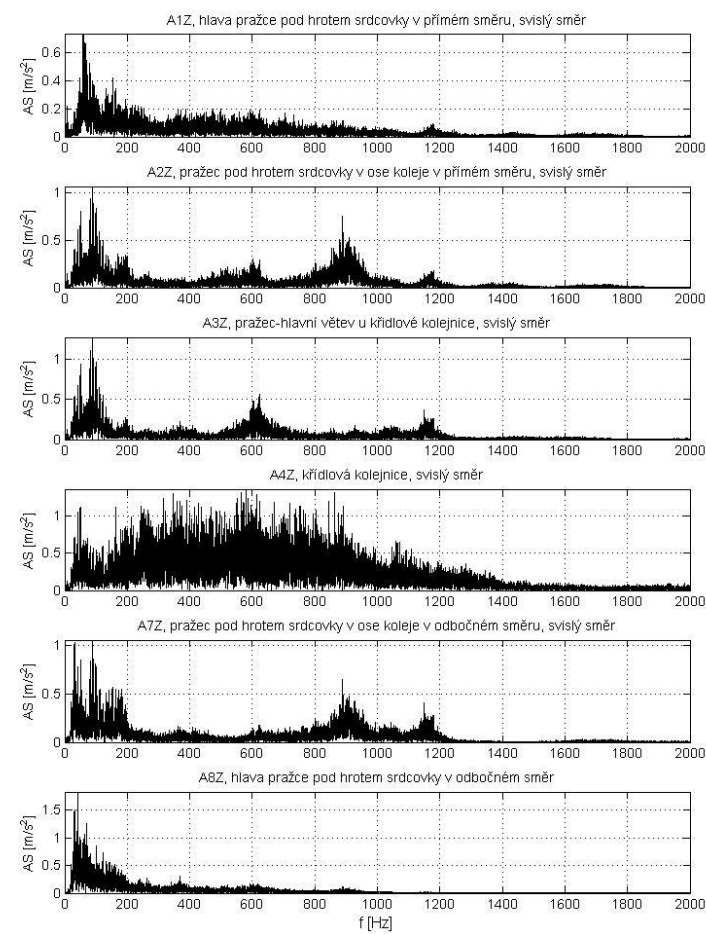 A1Z, hlava pražce pod hrotem srdcovky v přímém směru, svislý směr
AS [m/s²]
0.6
0.4
0.2
0
0 200 400 600 800 1000 1200 1400 1600 1800 2000
A2Z, pražec pod hrotem srdcovky v ose koleje v přímém směru, svislý směr
AS [m/s²]
1
0.5
0
0 200 400 600 800 1000 1200 1400 1600 1800 2000
A3Z, pražec-hlavní větev u křidlové kolejnice, svislý směr
AS [m/s²]
1
0.5
0
0 200 400 600 800 1000 1200 1400 1600 1800 2000
A4Z, křídlová kolejnice, svislý směr
AS [m/s²]
1
0.5
0
0 200 400 600 800 1000 1200 1400 1600 1800 2000
A7Z, pražec pod hrotem srdcovky v ose koleje v odbočném směru, svislý směr
AS [m/s²]
1
0.5
0
0 200 400 600 800 1000 1200 1400 1600 1800 2000
A8Z, hlava pražce pod hrotem srdcovky v odbočném směr
AS [m/s²]
1.5
1
0.5
0
0 200 400 600 800 1000 1200 1400 1600 1800 2000
f [Hz]